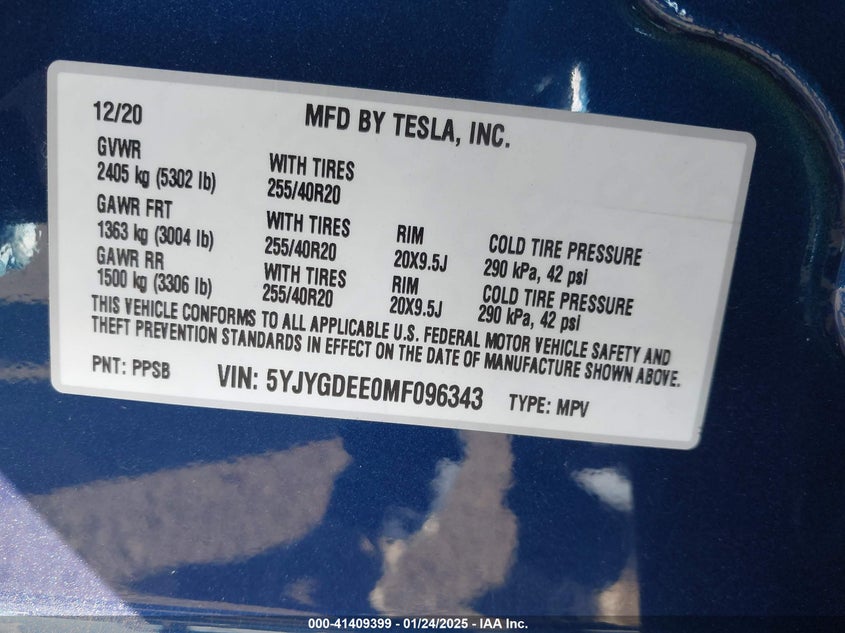 12/20
MFD BY TESLA, INC.
GVWR
2405 kg (5302 lb)
WITH TIRES
255/40R20
GAWR FRT
1363 kg (3004 lb)
WITH TIRES
255/40R20
RIM
20X9.5J
COLD TIRE PRESSURE
290 kPa, 42 psi
GAWR RR
1500 kg (3306 lb)
WITH TIRES
255/40R20
RIM
20X9.5J
COLD TIRE PRESSURE
290 kPa, 42 psi
THIS VEHICLE CONFORMS TO ALL APPLICABLE U.S. FEDERAL MOTOR VEHICLE SAFETY AND
THEFT PREVENTION STANDARDS IN EFFECT ON THE DATE OF MANUFACTURE SHOWN ABOVE.
PNT: PPSB VIN: 5YJYGDEE0MF096343 TYPE: MPV
000-41409399 - 01/24/2025 - IAA Inc.